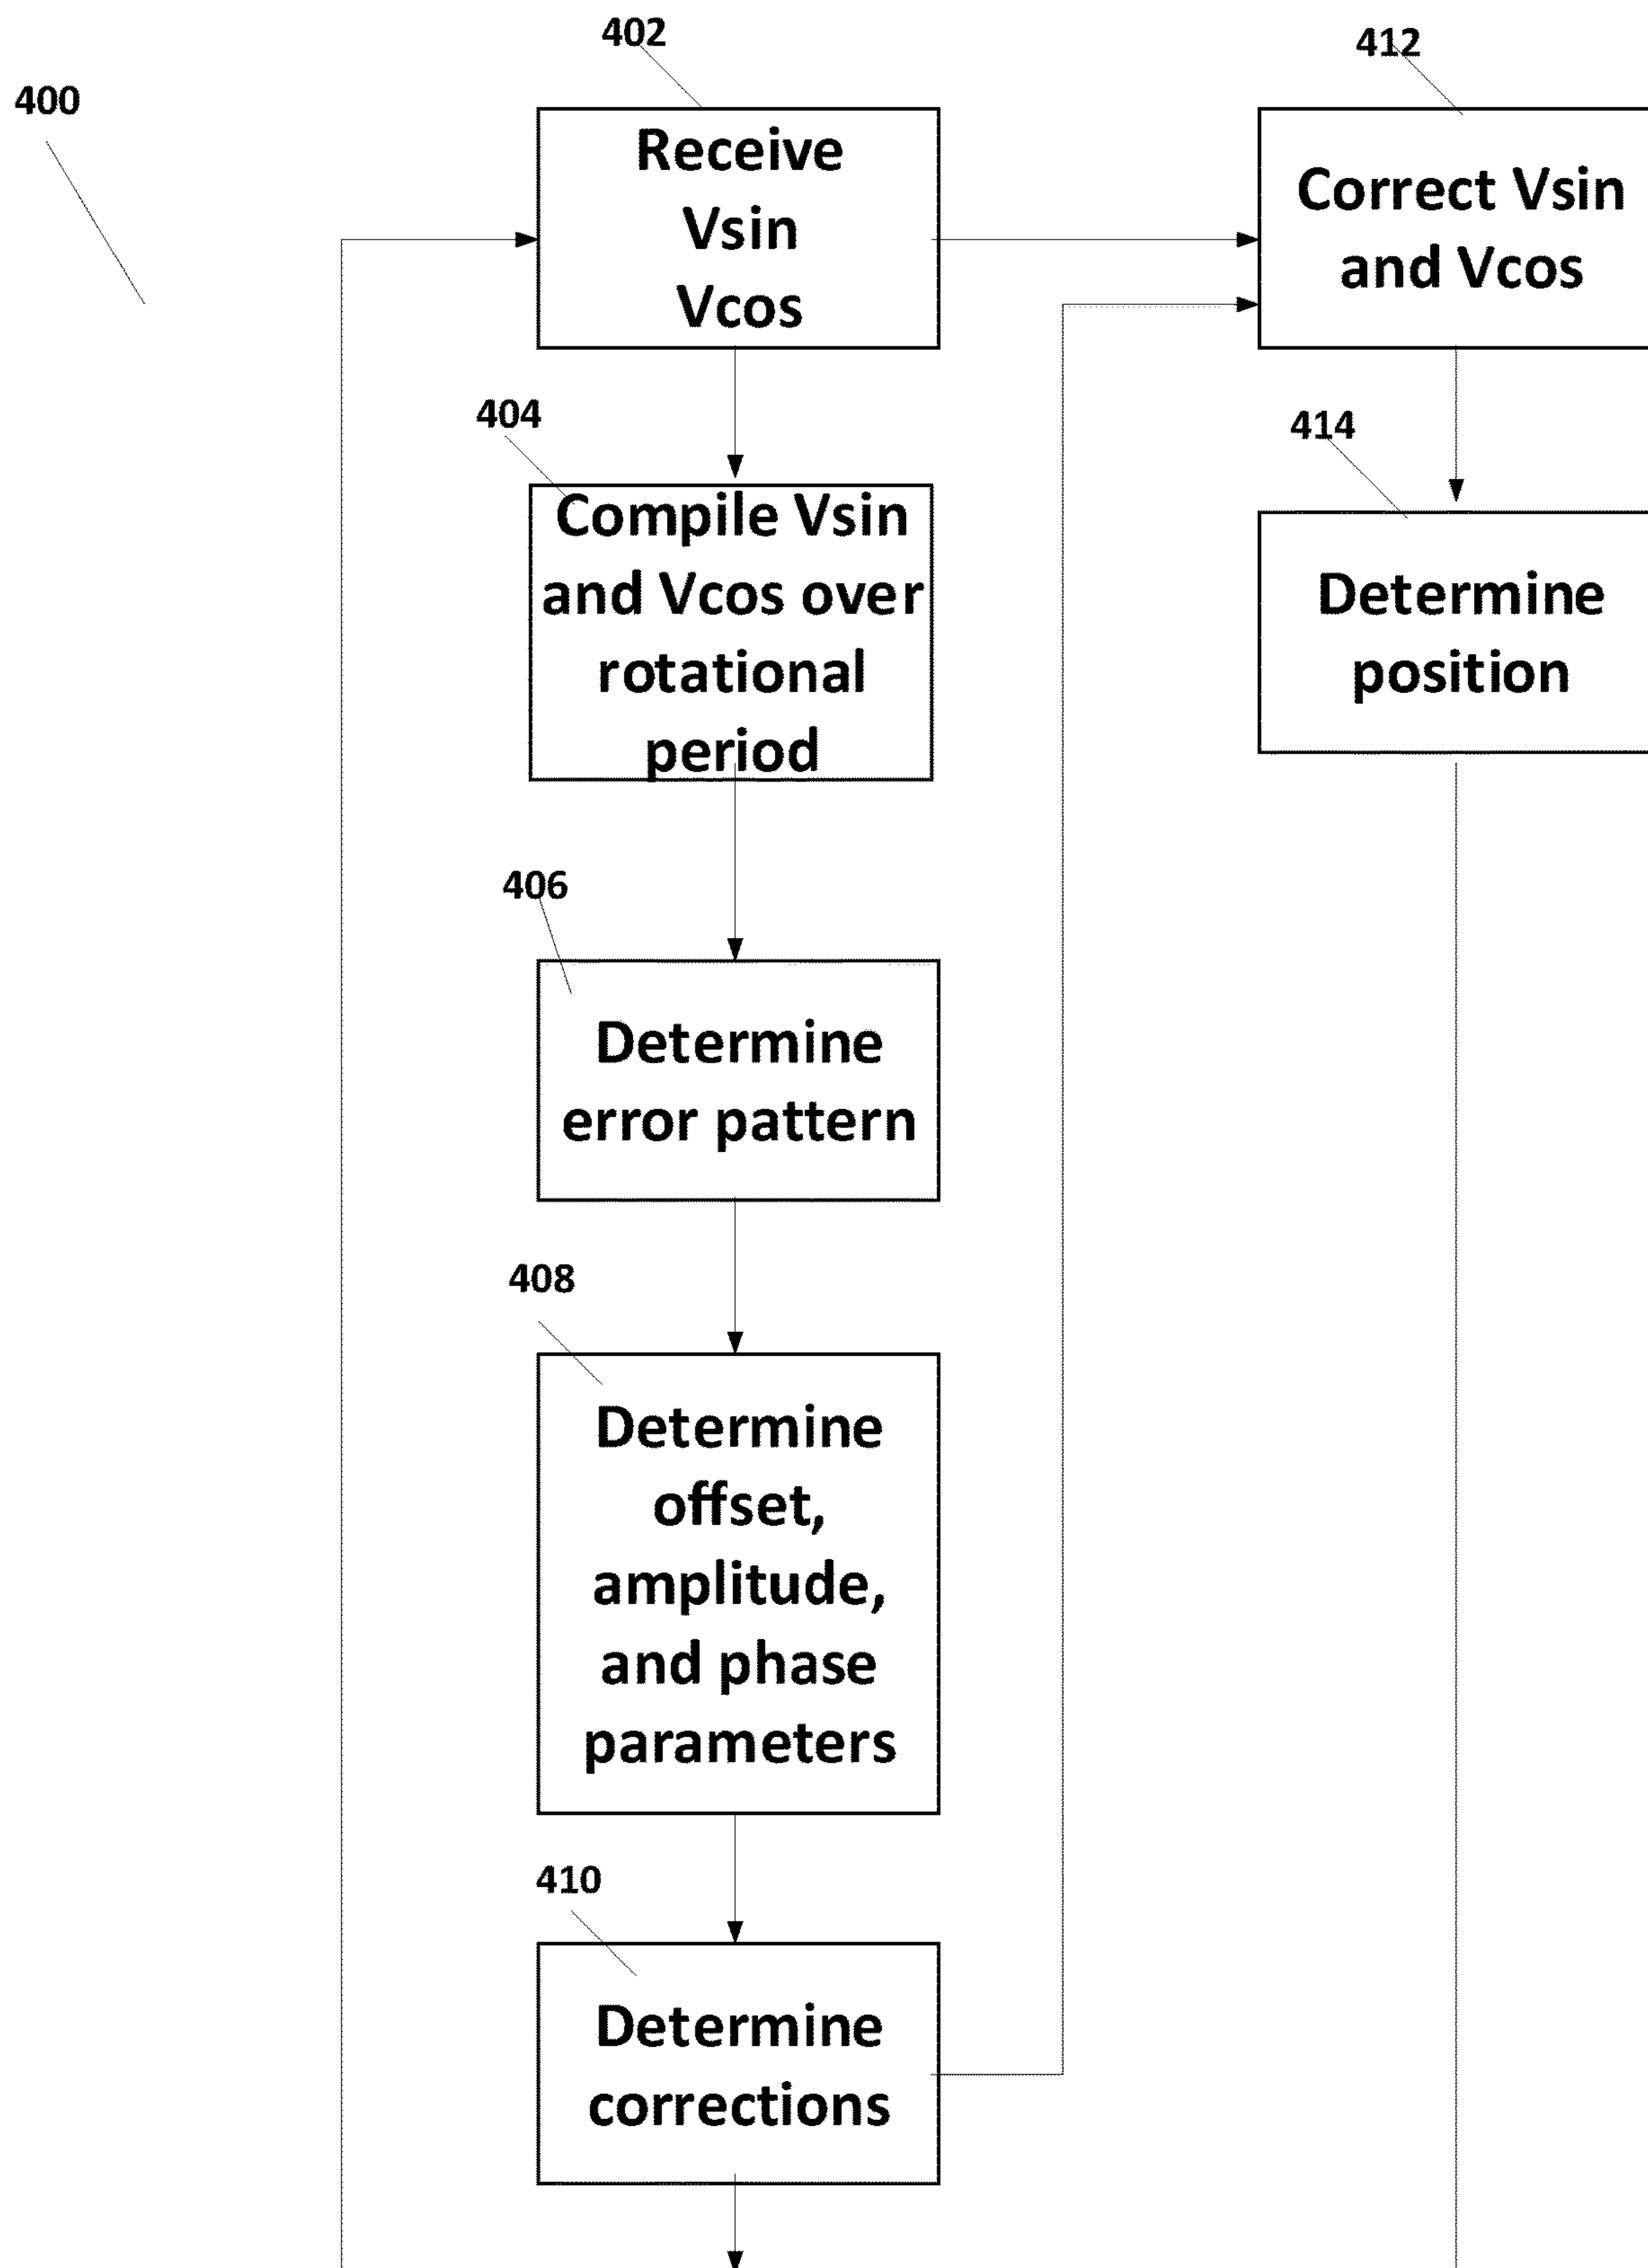 400
402
Receive
Vsin
Vcos
404
Compile Vsin
and Vcos over
rotational
period
406
Determine
error pattern
408
Determine
offset,
amplitude,
and phase
parameters
410
Determine
corrections
412
Correct Vsin
and Vcos
414
Determine
position